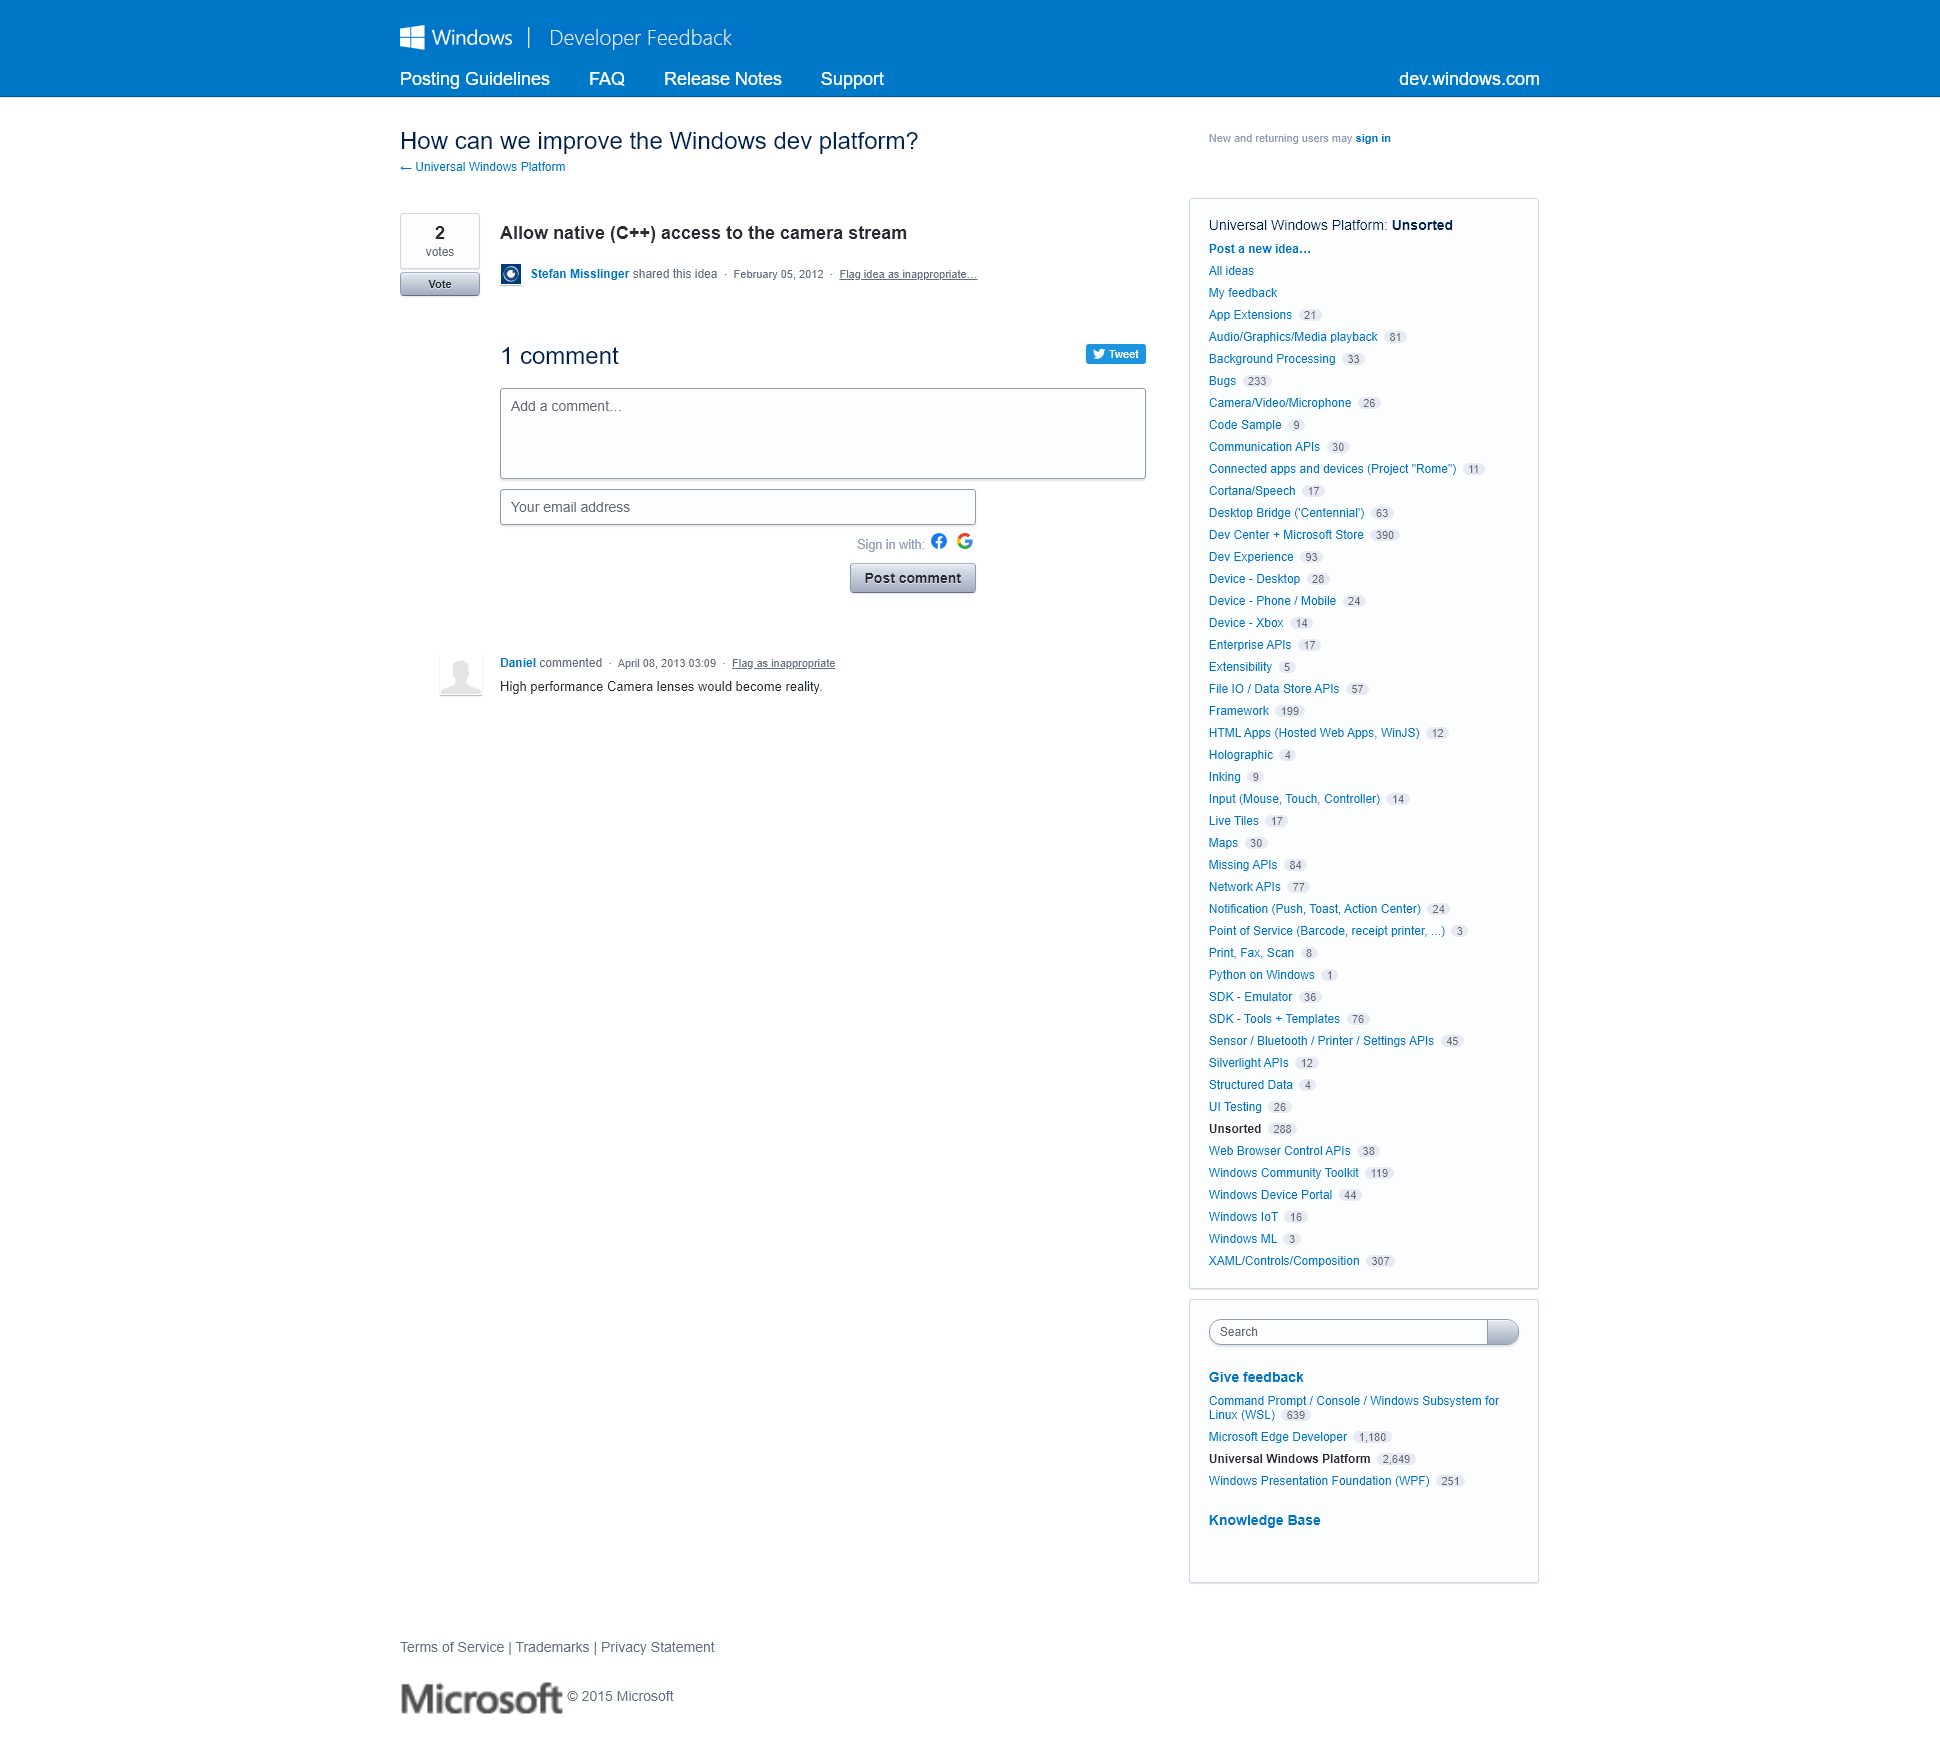 Windows | Developer Feedback
Posting Guidelines FAQ Release Notes Support dev.windows.com
How can we improve the Windows dev platform?
← Universal Windows Platform
New and returning users may sign in
2
votes
Vote
Allow native (C++) access to the camera stream
Stefan Misslinger shared this idea · February 05, 2012 · Flag idea as inappropriate…
1 comment
Tweet
Add a comment…
Your email address
Sign in with:
Post comment
Daniel commented · April 08, 2013 03:09 · Flag as inappropriate
High performance Camera lenses would become reality.
Universal Windows Platform: Unsorted
Post a new idea…
All ideas
My feedback
App Extensions 21
Audio/Graphics/Media playback 81
Background Processing 33
Bugs 233
Camera/Video/Microphone 26
Code Sample 9
Communication APIs 30
Connected apps and devices (Project "Rome") 11
Cortana/Speech 17
Desktop Bridge ('Centennial') 63
Dev Center + Microsoft Store 390
Dev Experience 93
Device - Desktop 28
Device - Phone / Mobile 24
Device - Xbox 14
Enterprise APIs 17
Extensibility 5
File IO / Data Store APIs 57
Framework 199
HTML Apps (Hosted Web Apps, WinJS) 12
Holographic 4
Inking 9
Input (Mouse, Touch, Controller) 14
Live Tiles 17
Maps 30
Missing APIs 84
Network APIs 77
Notification (Push, Toast, Action Center) 24
Point of Service (Barcode, receipt printer, ...) 3
Print, Fax, Scan 8
Python on Windows 1
SDK - Emulator 36
SDK - Tools + Templates 76
Sensor / Bluetooth / Printer / Settings APIs 45
Silverlight APIs 12
Structured Data 4
UI Testing 26
Unsorted 288
Web Browser Control APIs 38
Windows Community Toolkit 119
Windows Device Portal 44
Windows IoT 16
Windows ML 3
XAML/Controls/Composition 307
Search
Give feedback
Command Prompt / Console / Windows Subsystem for
Linux (WSL) 639
Microsoft Edge Developer 1,180
Universal Windows Platform 2,649
Windows Presentation Foundation (WPF) 251
Knowledge Base
Terms of Service | Trademarks | Privacy Statement
Microsoft © 2015 Microsoft